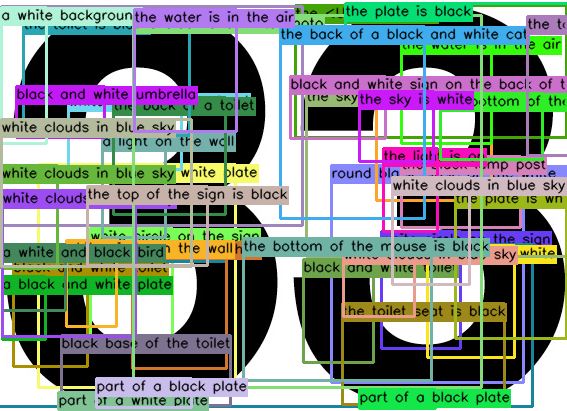 88
a white background
the water is in the air
the plate is black
the back of a black and white cat
the water is in the air
black and white sign on the back of t
black and white umbrella
the sky
the sky is white
bottom of the
the back
a toilet
white clouds in blue sky
a light on the wall
the light is on
lamp post
white clouds in blue sky
white plate
round bla
white
white clouds in blue sky
white clouds
the top of the sign is black
the plate is wh
white circle on the sign
the sign
a white and black bird
n the wall
the bottom of the mouse is black
sky
white
black and white toilet
black and white toilet
a black and white plate
the toilet seat is black
black base of the toilet
part of a black plate
part of a white plate
part of a black plate